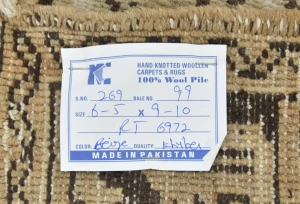 KC
HAND KNOTTED WOOLLEN
CARPETS & RUGS
100% Wool Pile
S.NO 269 BALE NO 99
SIZE 6-5 x 9-10
RT 6972
COLOR Beige QUALITY Khyber
MADE IN PAKISTAN